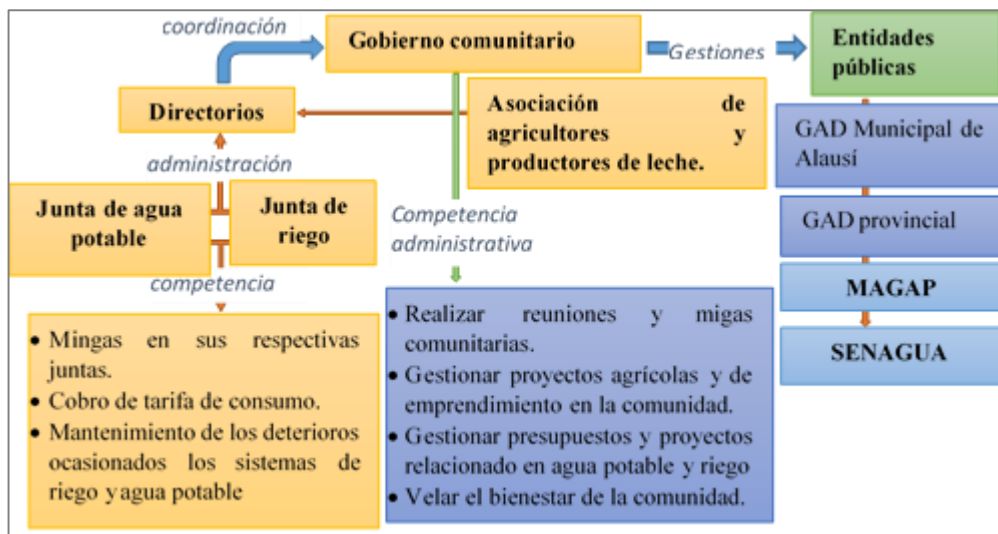 coordinación
Gobierno comunitario
Gestiones
Entidades
públicas
Directorios
Asociación de
agricultores y
productores de leche.
GAD Municipal de
Alausí
administración
Junta de agua
potable
Junta de
riego
Competencia
administrativa
GAD provincial
competencia
MAGAP
SENAGUA
• Mingas en sus respectivas
juntas.
• Cobro de tarifa de consumo.
• Mantenimiento de los deterioros
ocasionados los sistemas de
riego y agua potable
• Realizar reuniones y migas
comunitarias.
• Gestionar proyectos agrícolas y de
emprendimiento en la comunidad.
• Gestionar presupuestos y proyectos
relacionado en agua potable y riego
• Velar el bienestar de la comunidad.